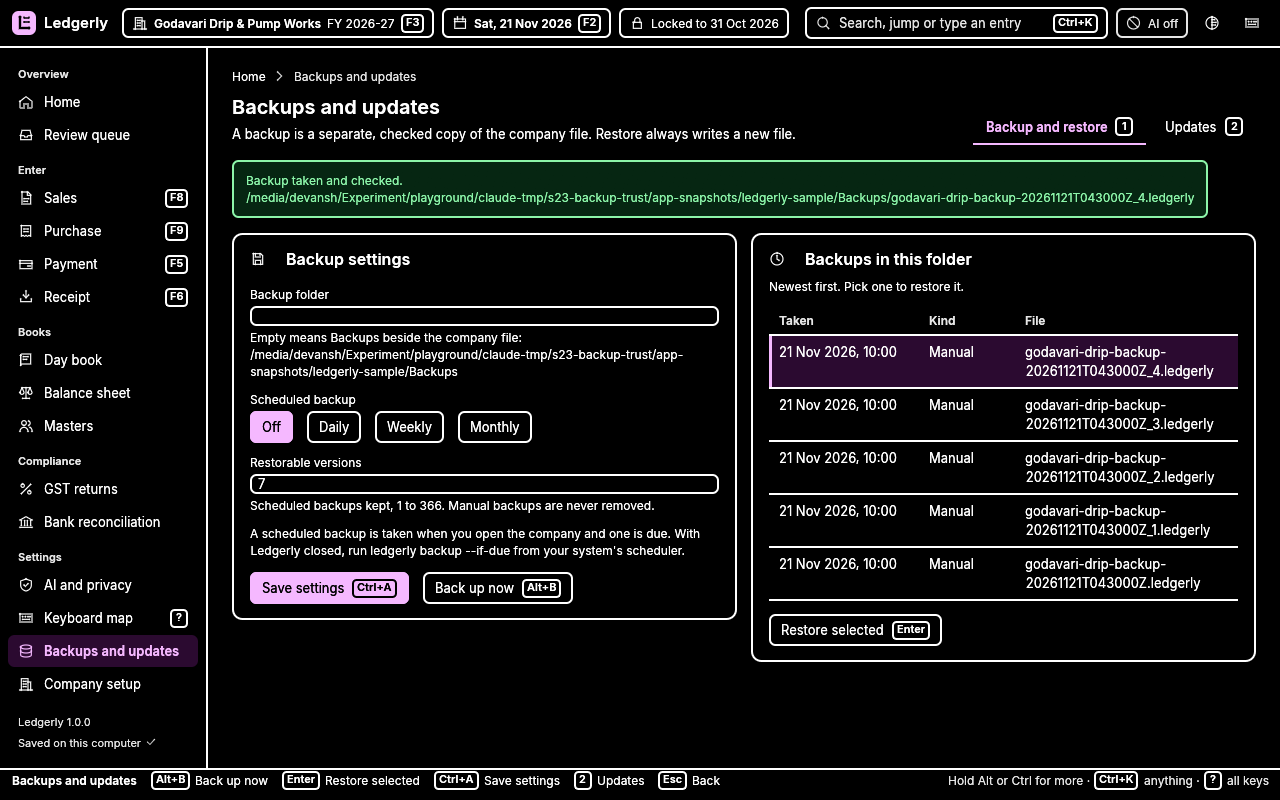 Ledgerly
Godavari Drip & Pump Works FY 2026-27 F3
Sat, 21 Nov 2026 F2
Locked to 31 Oct 2026
Search, jump or type an entry Ctrl+K
AI off
Overview
Home
Review queue
Enter
Sales F8
Purchase F9
Payment F5
Receipt F6
Books
Day book
Balance sheet
Masters
Compliance
GST returns
Bank reconciliation
Settings
AI and privacy
Keyboard map ?
Backups and updates
Company setup
Ledgerly 1.0.0
Saved on this computer
Home > Backups and updates
Backups and updates
A backup is a separate, checked copy of the company file. Restore always writes a new file.
Backup and restore 1
Updates 2
Backup taken and checked.
/media/devansh/Experiment/playground/claude-tmp/s23-backup-trust/app-snapshots/ledgerly-sample/Backups/godavari-drip-backup-20261121T043000Z_4.ledgerly
Backup settings
Backup folder
Empty means Backups beside the company file:
/media/devansh/Experiment/playground/claude-tmp/s23-backup-trust/app-
snapshots/ledgerly-sample/Backups
Scheduled backup
Off Daily Weekly Monthly
Restorable versions
7
Scheduled backups kept, 1 to 366. Manual backups are never removed.
A scheduled backup is taken when you open the company and one is due. With
Ledgerly closed, run ledgerly backup --if-due from your system's scheduler.
Save settings Ctrl+A
Back up now Alt+B
Backups in this folder
Newest first. Pick one to restore it.
Taken Kind File
21 Nov 2026, 10:00 Manual godavari-drip-backup-
20261121T043000Z_4.ledgerly
21 Nov 2026, 10:00 Manual godavari-drip-backup-
20261121T043000Z_3.ledgerly
21 Nov 2026, 10:00 Manual godavari-drip-backup-
20261121T043000Z_2.ledgerly
21 Nov 2026, 10:00 Manual godavari-drip-backup-
20261121T043000Z_1.ledgerly
21 Nov 2026, 10:00 Manual godavari-drip-backup-
20261121T043000Z.ledgerly
Restore selected Enter
Backups and updates Alt+B Back up now Enter Restore selected Ctrl+A Save settings 2 Updates Esc Back
Hold Alt or Ctrl for more · Ctrl+K anything · ? all keys